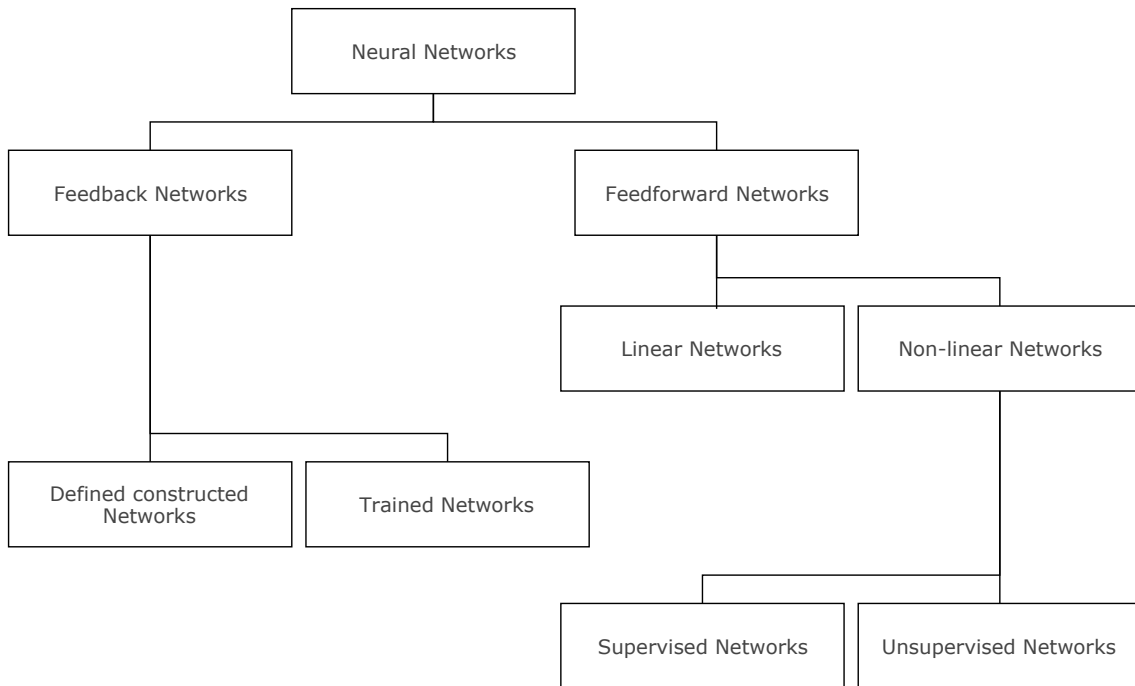 Neural Networks
Feedback Networks
Feedforward Networks
Linear Networks
Non-linear Networks
Defined constructed
Networks
Trained Networks
Supervised Networks
Unsupervised Networks